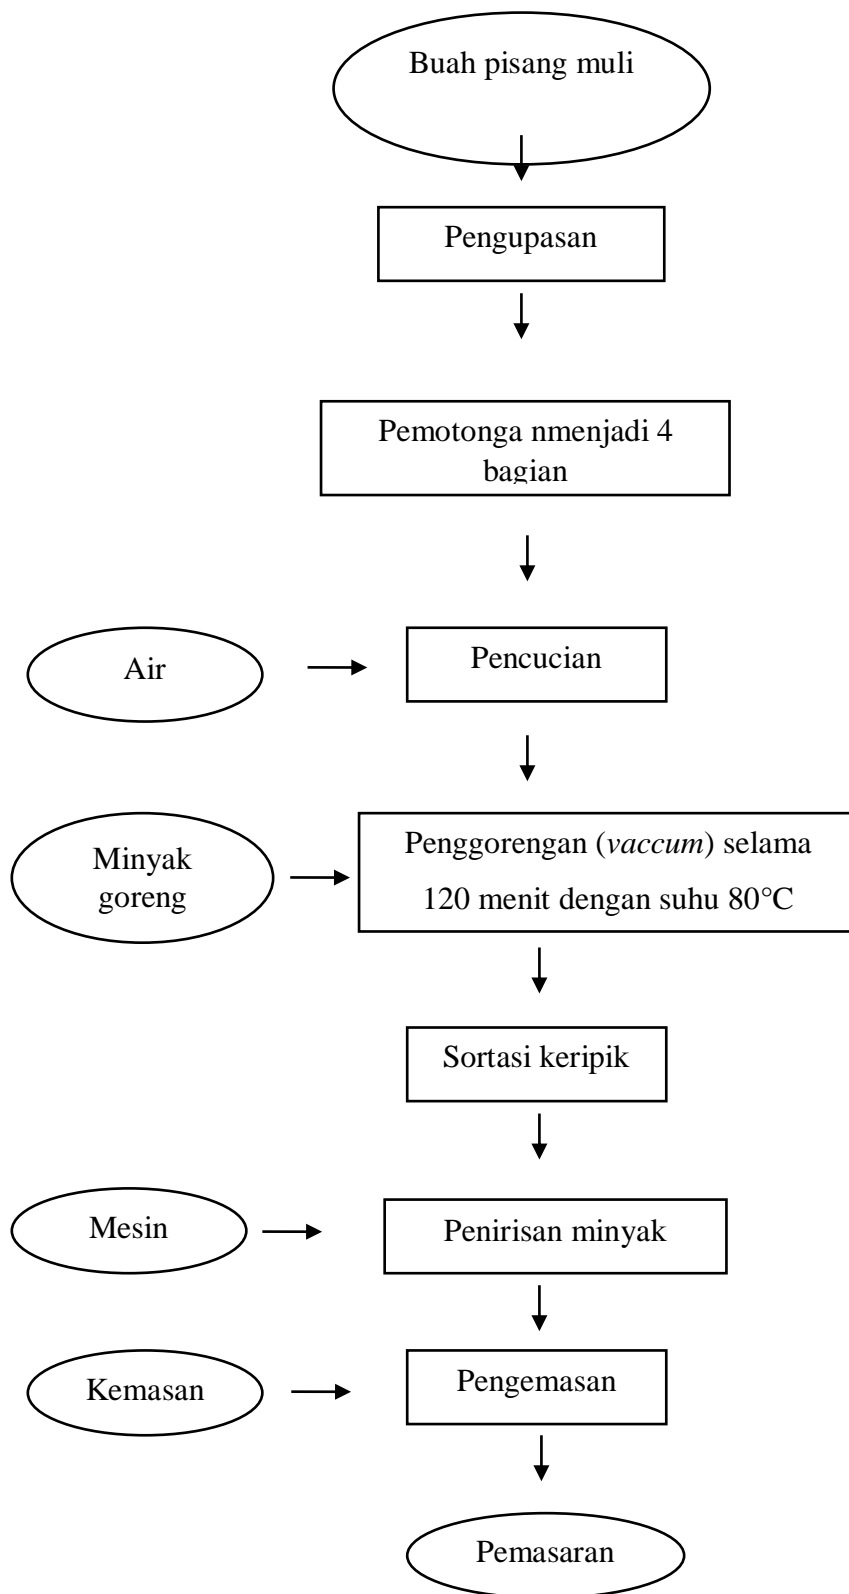 Buah pisang muli
Pengupasan
Pemotonga nmenjadi 4
bagian
Air
Pencucian
Minyak
goreng
Penggorengan (vaccum) selama
120 menit dengan suhu 80°C
Sortasi keripik
Mesin
Penirisan minyak
Kemasan
Pengemasan
Pemasaran